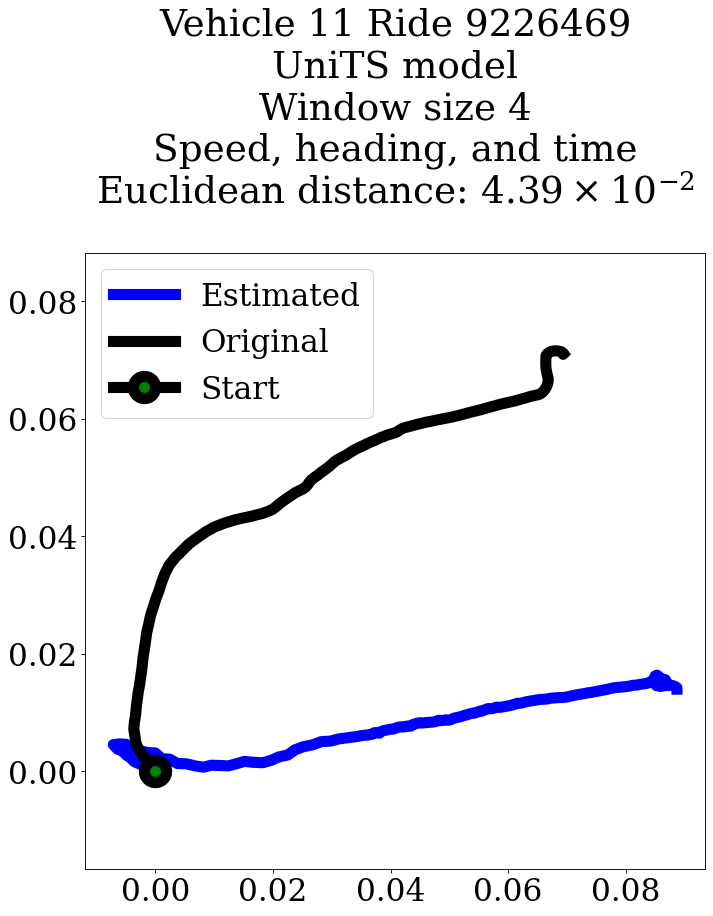 Vehicle 11 Ride 9226469
UniTS model
Window size 4
Speed, heading, and time
Euclidean distance: 4.39 × 10⁻²
Estimated
Original
Start
0.08
0.06
0.04
0.02
0.00
0.00 0.02 0.04 0.06 0.08